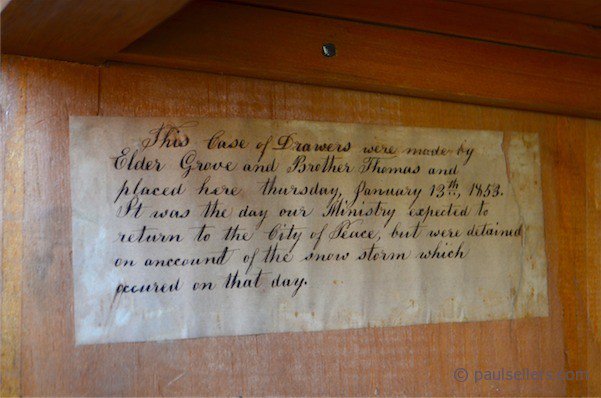 This Case of Drawers were made by
Elder Grove and Brother Thomas and
placed here thursday, January 13th, 1853.
It was the day our Ministry expected to
return to the City of Peace, but were detained
on anccount of the snow storm which
occured on that day.
© paulsellers.com